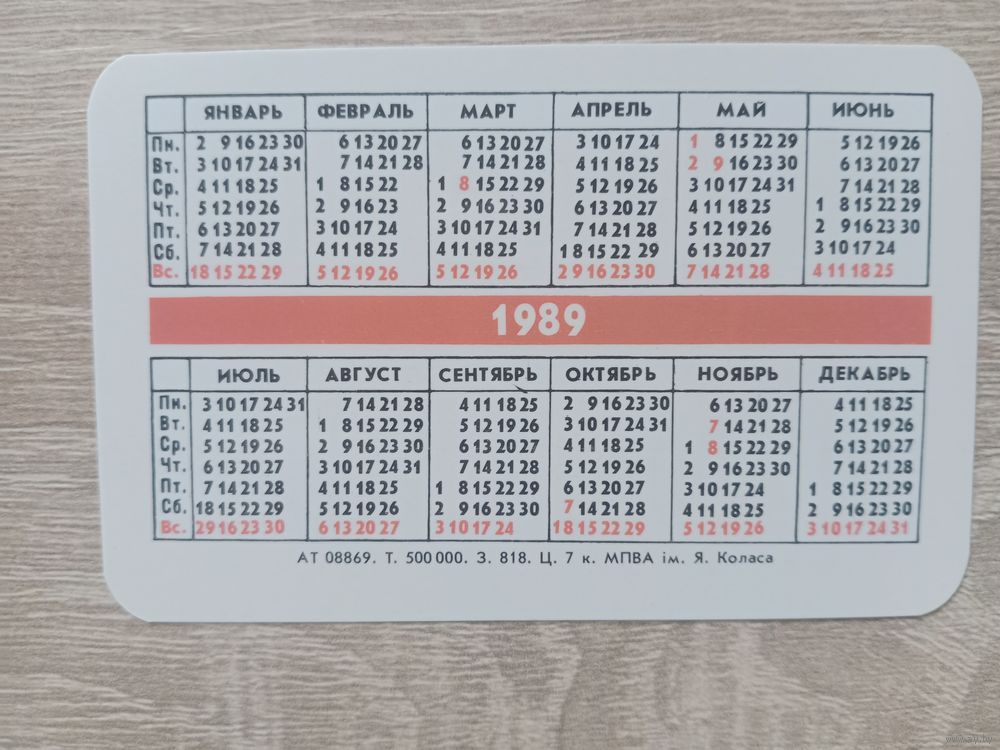 ЯНВАРЬ ФЕВРАЛЬ МАРТ АПРЕЛЬ МАЙ ИЮНЬ
Пн. 2 9 16 23 30 6 13 20 27 6 13 20 27 3 10 17 24 1 8 15 22 29 5 12 19 26
Вт. 3 10 17 24 31 7 14 21 28 7 14 21 28 4 11 18 25 2 9 16 23 30 6 13 20 27
Ср. 4 11 18 25 1 8 15 22 1 8 15 22 29 5 12 19 26 3 10 17 24 31 7 14 21 28
Чт. 5 12 19 26 2 9 16 23 2 9 16 23 30 6 13 20 27 4 11 18 25 1 8 15 22 29
Пт. 6 13 20 27 3 10 17 24 3 10 17 24 31 7 14 21 28 5 12 19 26 2 9 16 23 30
Сб. 7 14 21 28 4 11 18 25 4 11 18 25 1 8 15 22 29 6 13 20 27 3 10 17 24
Вс. 1 8 15 22 29 5 12 19 26 5 12 19 26 2 9 16 23 30 7 14 21 28 4 11 18 25
1989
ИЮЛЬ АВГУСТ СЕНТЯБРЬ ОКТЯБРЬ НОЯБРЬ ДЕКАБРЬ
Пн. 3 10 17 24 31 7 14 21 28 4 11 18 25 2 9 16 23 30 6 13 20 27 4 11 18 25
Вт. 4 11 18 25 1 8 15 22 29 5 12 19 26 3 10 17 24 31 7 14 21 28 5 12 19 26
Ср. 5 12 19 26 2 9 16 23 30 6 13 20 27 4 11 18 25 1 8 15 22 29 6 13 20 27
Чт. 6 13 20 27 3 10 17 24 31 7 14 21 28 5 12 19 26 2 9 16 23 30 7 14 21 28
Пт. 7 14 21 28 4 11 18 25 1 8 15 22 29 6 13 20 27 3 10 17 24 1 8 15 22 29
Сб. 1 8 15 22 29 5 12 19 26 2 9 16 23 30 7 14 21 28 4 11 18 25 2 9 16 23 30
Вс. 2 9 16 23 30 6 13 20 27 3 10 17 24 1 8 15 22 29 5 12 19 26 3 10 17 24 31
АТ 08869. Т. 500 000. З. 818. Ц. 7 к. МПВА ім. Я. Коласа